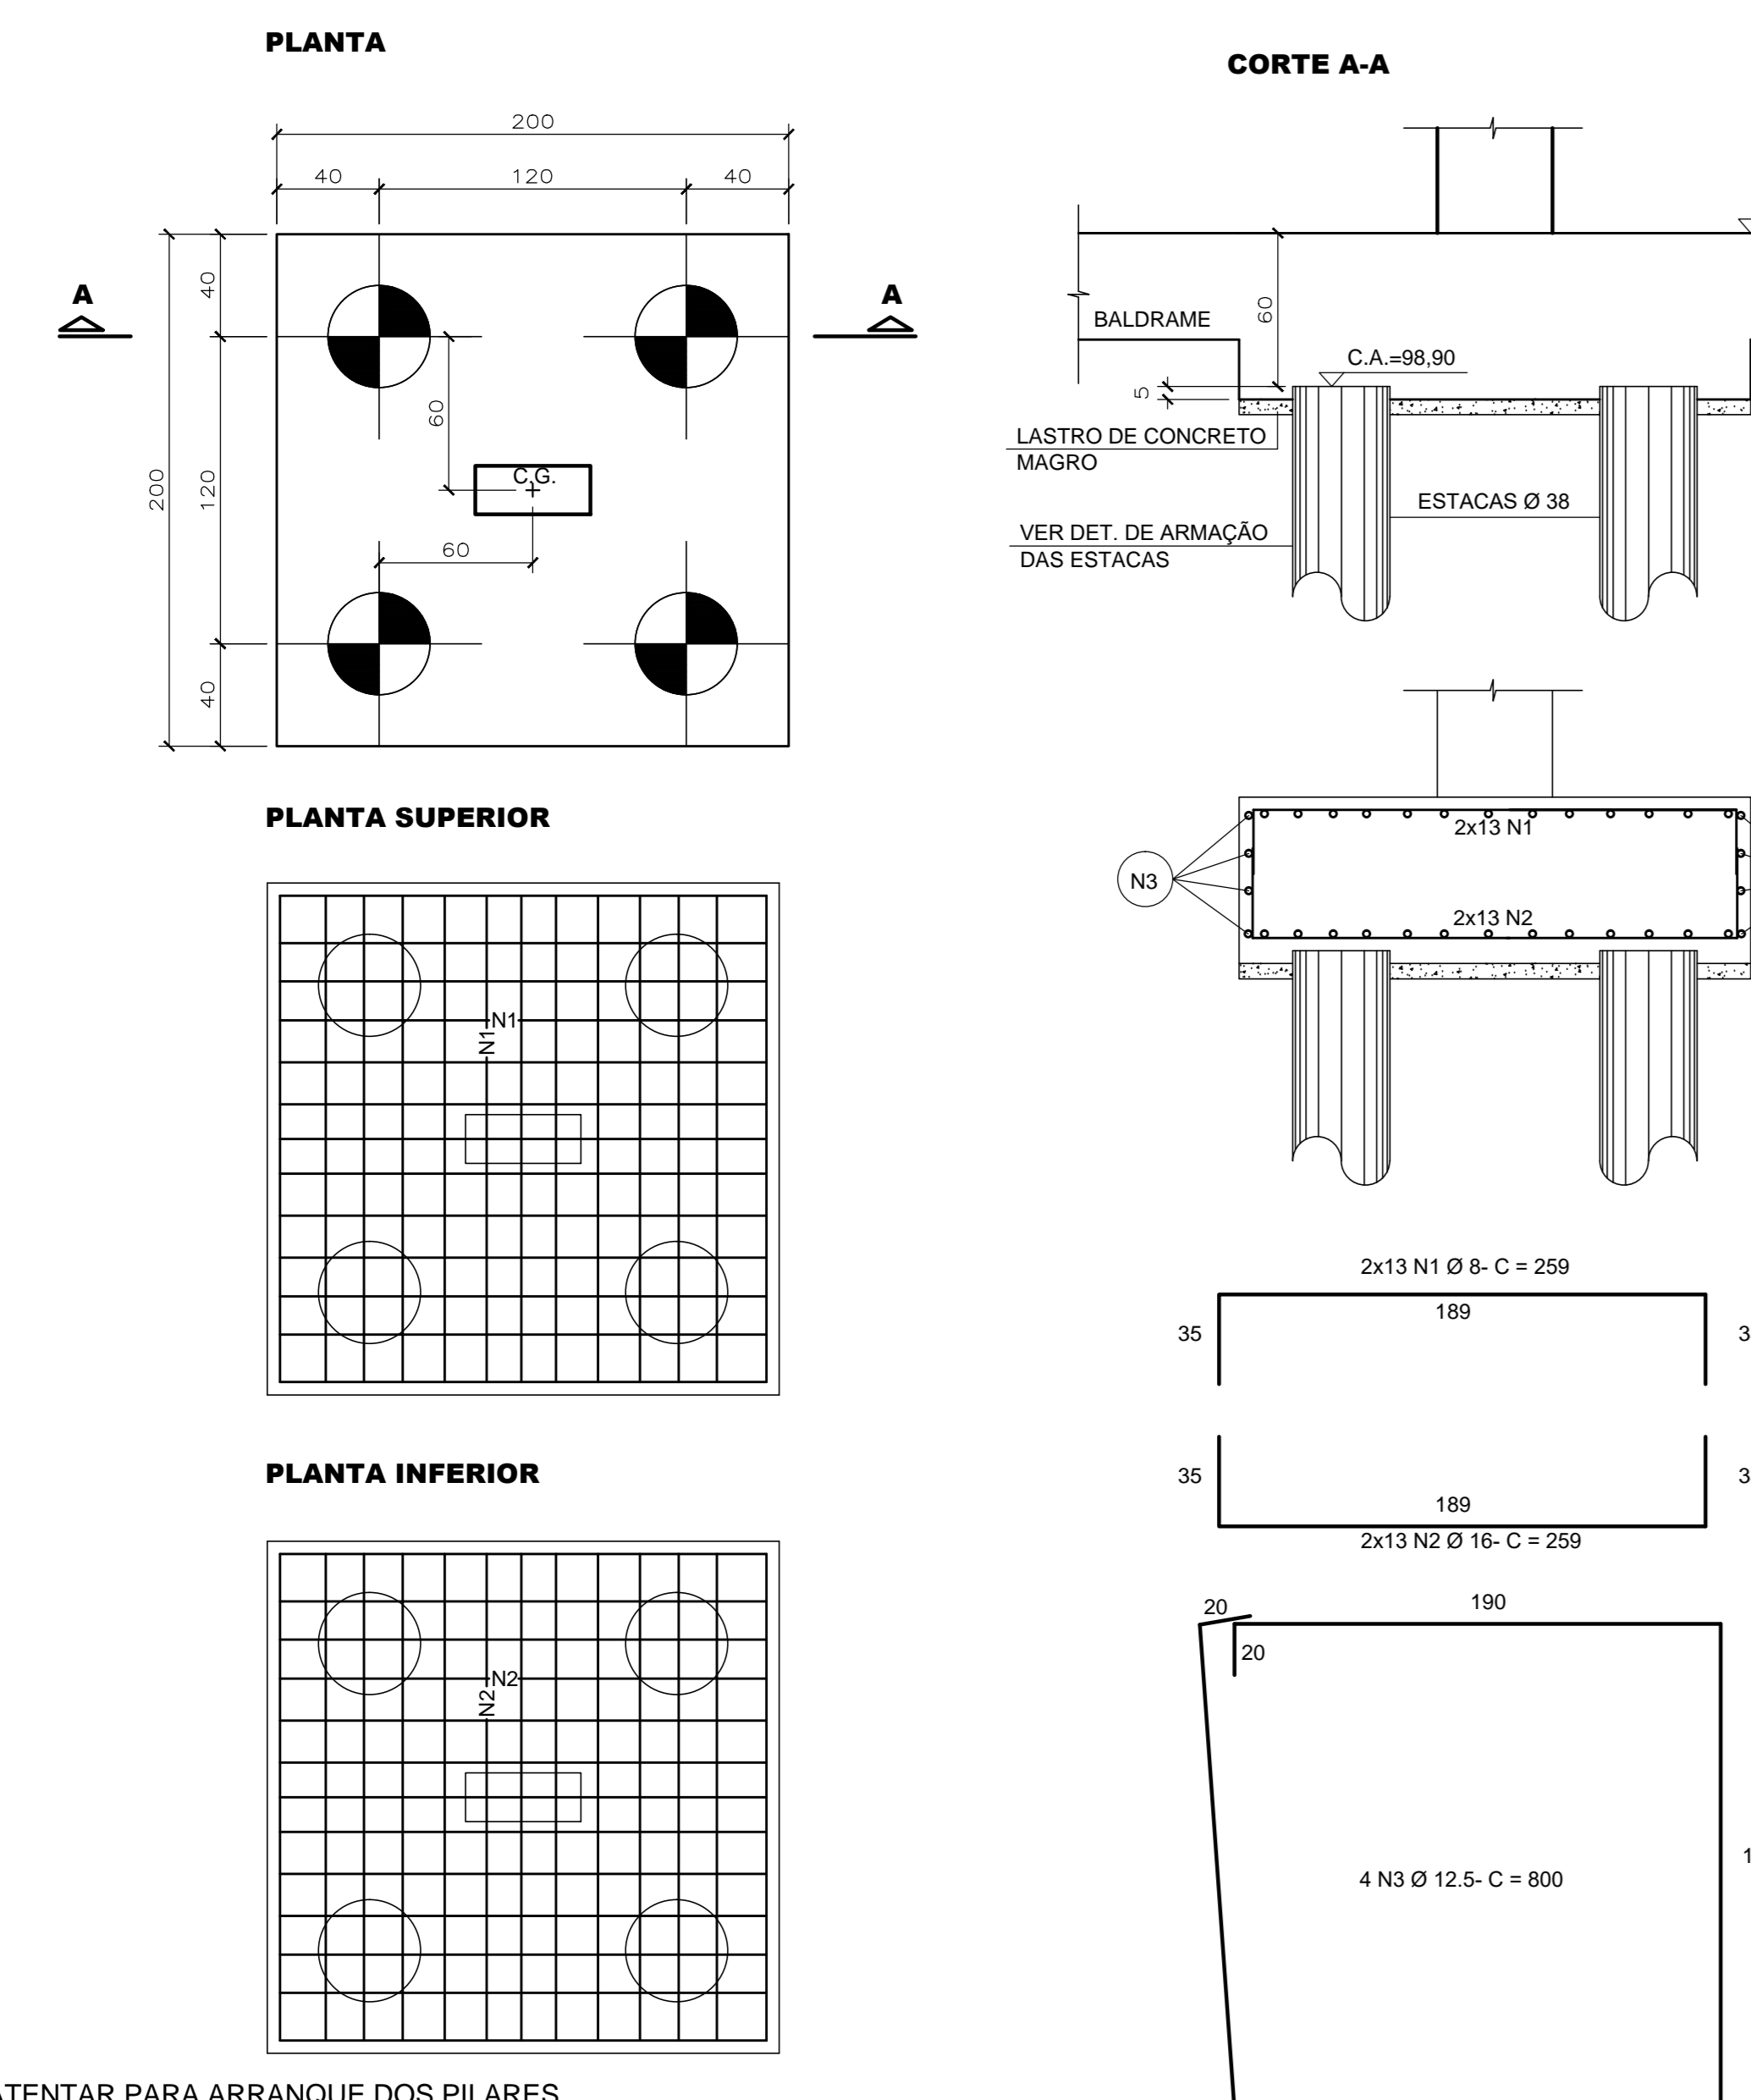 PLANTA
200
40
120
40
A
A
40
60
C.G.
120
200
60
40
CORTE A-A
60
BALDRAME
C.A.=98,90
5
LASTRO DE CONCRETO
MAGRO
ESTACAS Ø 38
VER DET. DE ARMAÇÃO
DAS ESTACAS
PLANTA SUPERIOR
N1
N1
2x13 N1
N3
2x13 N2
2x13 N1 Ø 8- C = 259
189
35
3
35
3
189
2x13 N2 Ø 16- C = 259
PLANTA INFERIOR
N2
N2
20
190
20
1
4 N3 Ø 12.5- C = 800
ATENTAR PARA ARRANQUE DOS PILARES